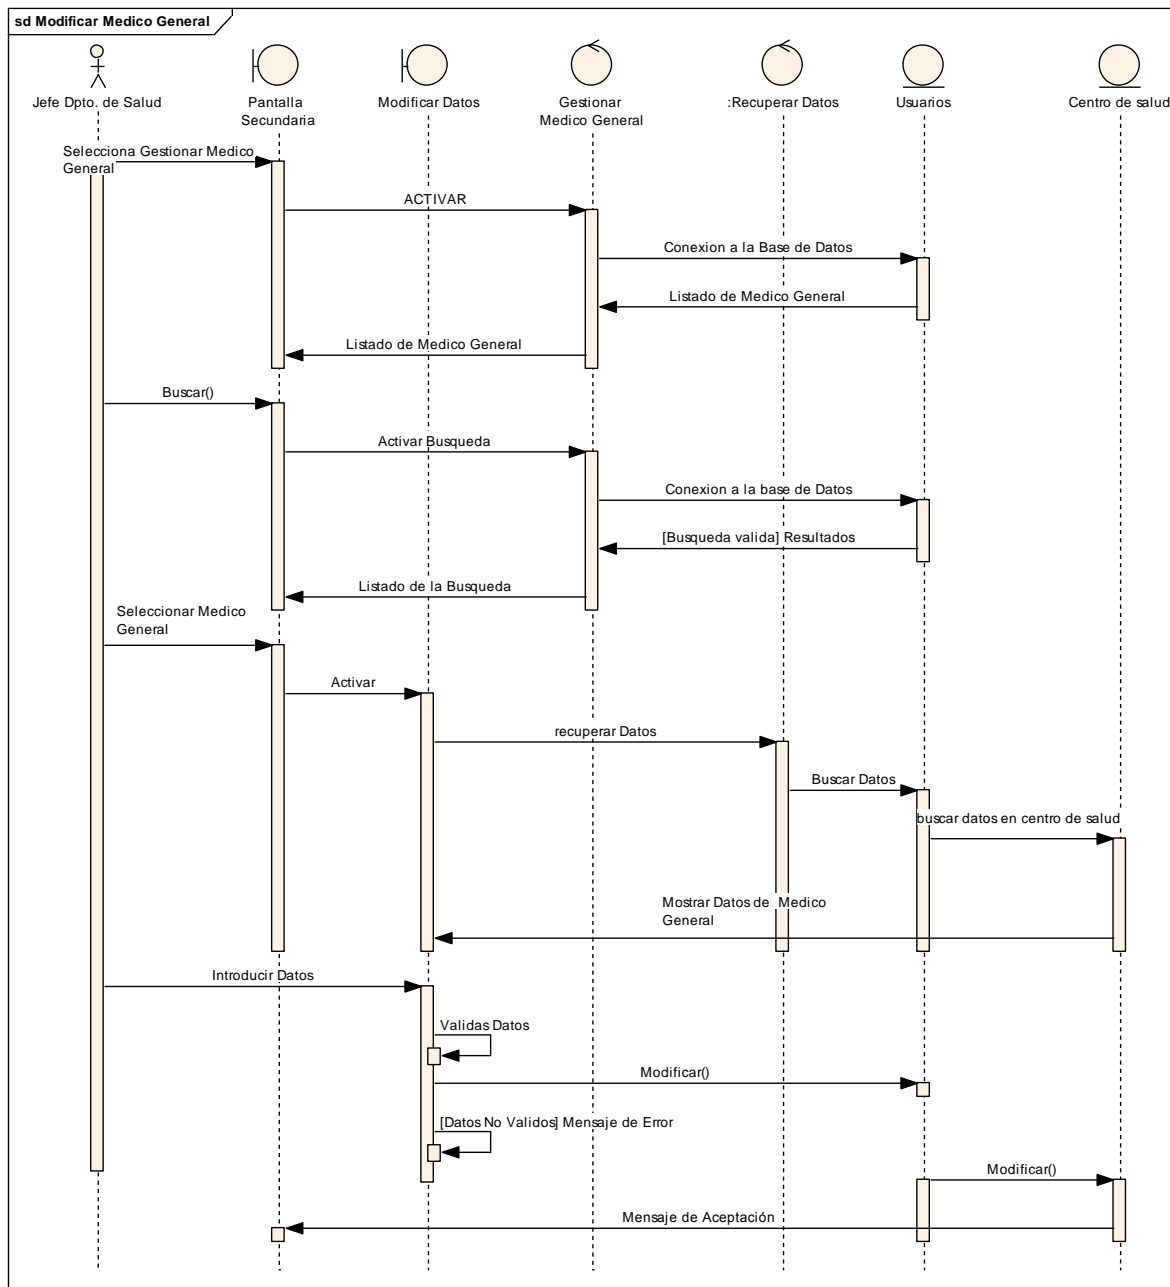 sd Modificar Medico General
Jefe Dpto. de Salud
Pantalla
Secundaria
Modificar Datos
Gestionar
Medico General
:Recuperar Datos
Usuarios
Centro de salud
Selecciona Gestionar Medico
General
ACTIVAR
Conexion a la Base de Datos
Listado de Medico General
Listado de Medico General
Buscar()
Activar Busqueda
Conexion a la base de Datos
[Busqueda valida] Resultados
Listado de la Busqueda
Seleccionar Medico
General
Activar
recuperar Datos
Buscar Datos
buscar datos en centro de salud
Mostrar Datos de Medico
General
Introducir Datos
Validas Datos
Modificar()
[Datos No Validos] Mensaje de Error
Modificar()
Mensaje de Aceptación